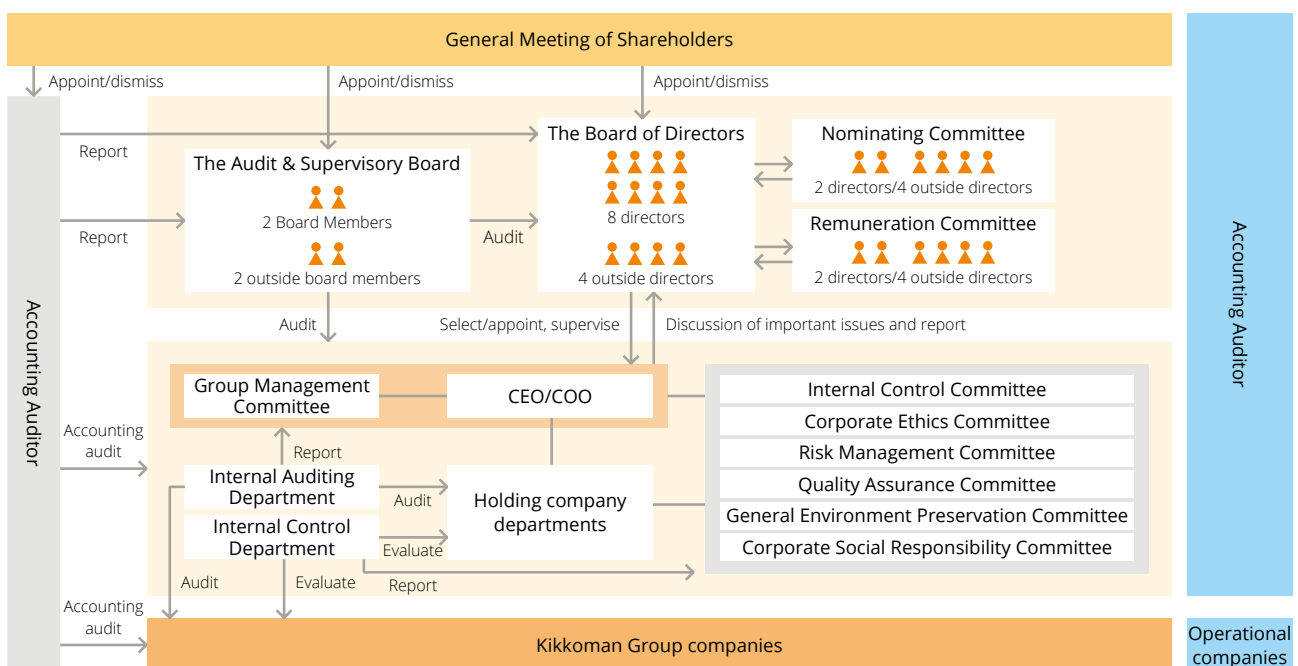 General Meeting of Shareholders
Appoint/dismiss
Appoint/dismiss
Appoint/dismiss
Accounting Auditor
Report
Report
The Audit & Supervisory Board
2 Board Members
2 outside board members
Audit
The Board of Directors
8 directors
4 outside directors
Nominating Committee
2 directors/4 outside directors
Remuneration Committee
2 directors/4 outside directors
Accounting Auditor
Audit
Select/appoint, supervise
Discussion of important issues and report
Group Management
Committee
CEO/COO
Internal Control Committee
Corporate Ethics Committee
Risk Management Committee
Quality Assurance Committee
General Environment Preservation Committee
Corporate Social Responsibility Committee
Accounting
audit
Report
Internal Auditing
Department
Audit
Holding company
departments
Internal Control
Department
Evaluate
Audit
Evaluate
Report
Accounting
audit
Kikkoman Group companies
Operational
companies